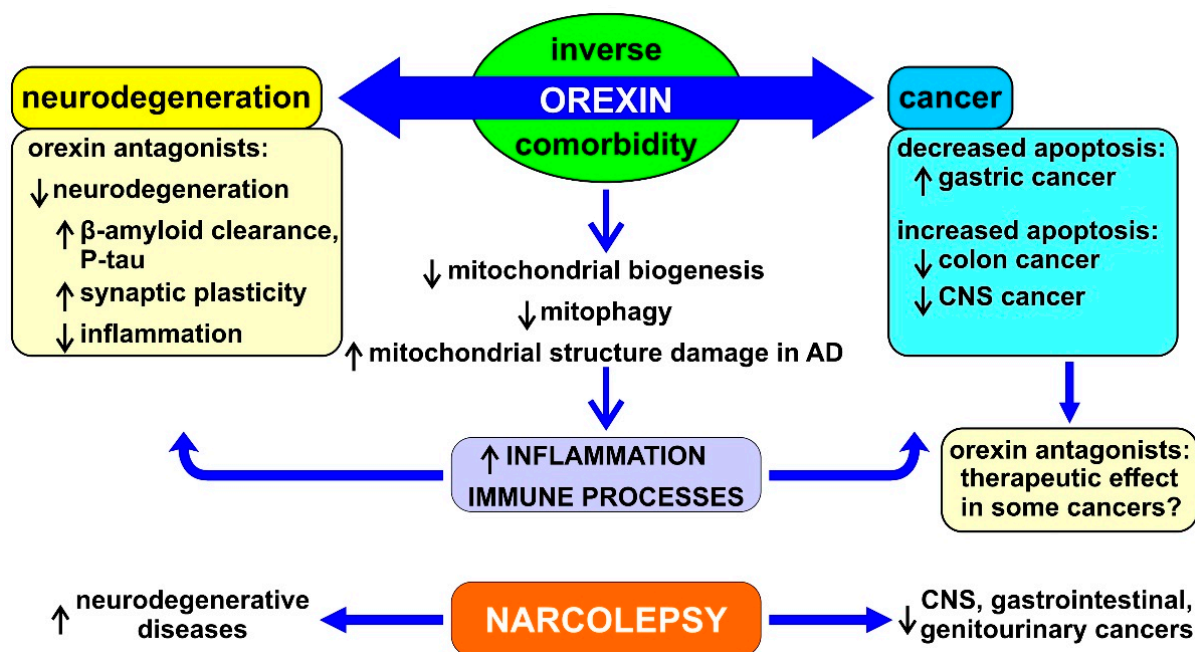 inverse
OREXIN
comorbidity
neurodegeneration
orexin antagonists:
↓ neurodegeneration
↑ β-amyloid clearance,
P-tau
↑ synaptic plasticity
↓ inflammation
↓ mitochondrial biogenesis
↓ mitophagy
↑ mitochondrial structure damage in AD
↑ INFLAMMATION
IMMUNE PROCESSES
cancer
decreased apoptosis:
↑ gastric cancer
increased apoptosis:
↓ colon cancer
↓ CNS cancer
orexin antagonists:
therapeutic effect
in some cancers?
↑ neurodegenerative
diseases
NARCOLEPSY
↓ CNS, gastrointestinal,
genitourinary cancers